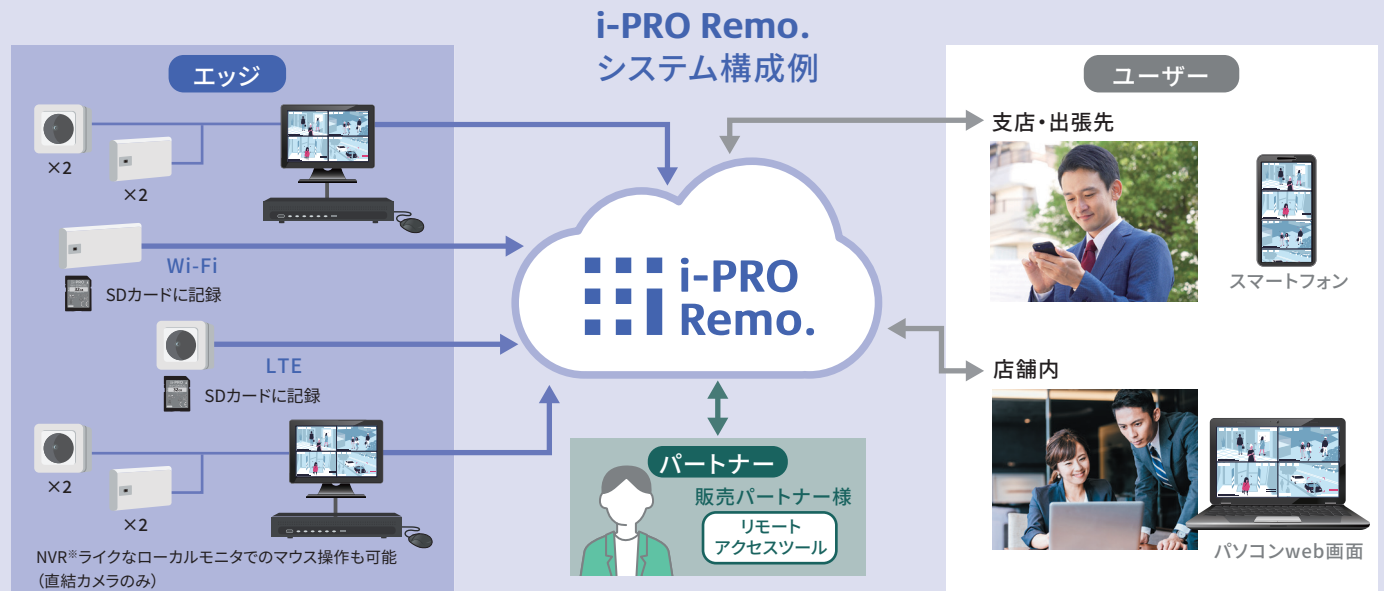 i-PRO Remo.
システム構成例
エッジ
×2
×2
Wi-Fi
SDカードに記録
LTE
SDカードに記録
×2
×2
NVR※ライクなローカルモニタでのマウス操作も可能
（直結カメラのみ）
i-PRO
Remo.
パートナー
販売パートナー様
リモート
アクセスツール
ユーザー
支店・出張先
スマートフォン
店舗内
パソコンweb画面